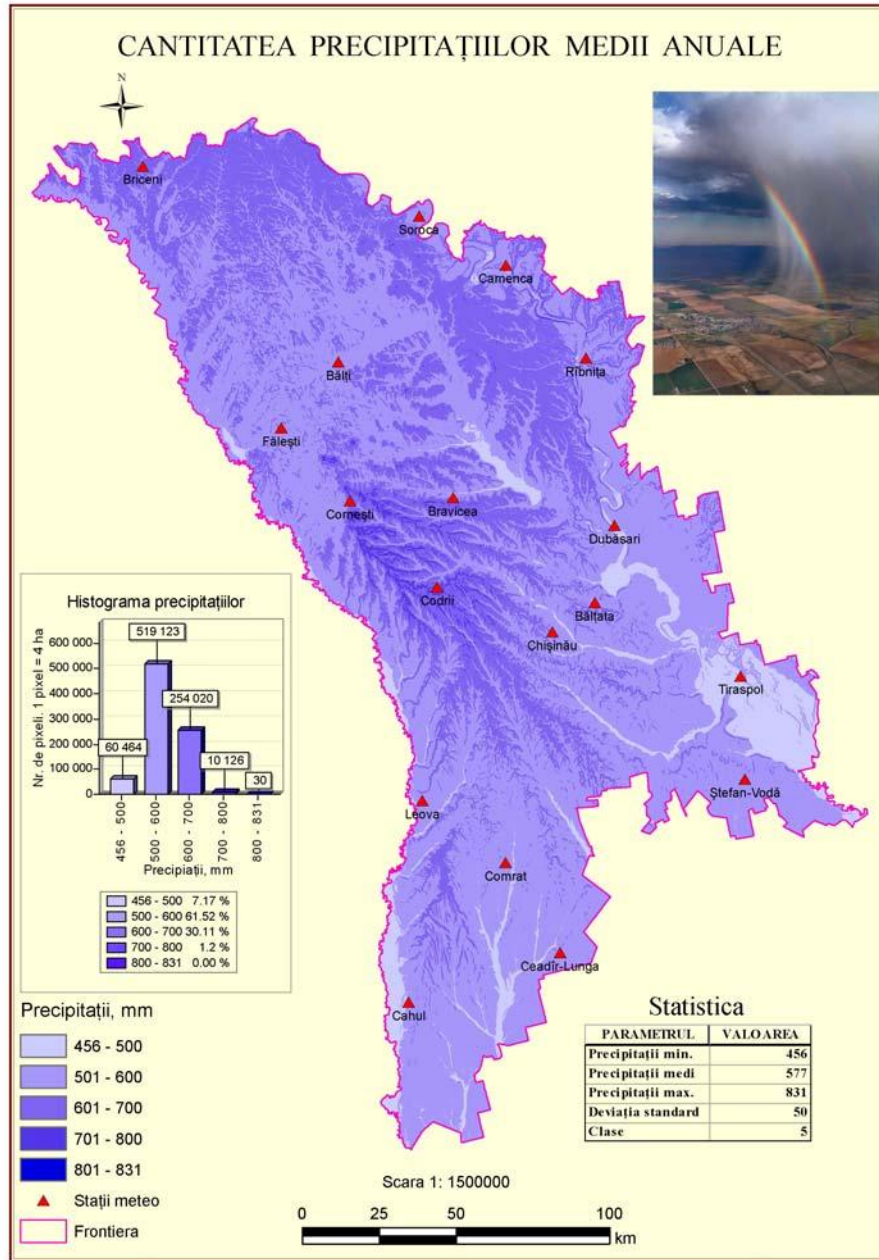 CANTITATEA PRECIPITAȚIILOR MEDII ANUALE
N
Briceni
Soroca
Camenca
Bălți
Rîbnița
Fălești
Cornești
Bravicea
Dubăsari
Codrii
Bălțata
Chișinău
Tiraspol
Ștefan-Vodă
Leova
Comrat
Ceadîr-Lunga
Cahul
Histograma precipitațiilor
Nr. de pixeli. 1 pixel = 4 ha
600 000
500 000
400 000
300 000
200 000
100 000
0
60 464
519 123
254 020
10 126
30
456 - 500
500 - 600
600 - 700
700 - 800
800 - 831
Precipiații, mm
456 - 500 7.17 %
500 - 600 61.52 %
600 - 700 30.11 %
700 - 800 1.2 %
800 - 831 0.00 %
Precipitații, mm
456 - 500
501 - 600
601 - 700
701 - 800
801 - 831
Stații meteo
Frontiera
Statistica
PARAMETRUL VALOAREA
Precipitații min. 456
Precipitații medi 577
Precipitații max. 831
Deviația standard 50
Clase 5
Scara 1: 1500000
0 25 50 100
km